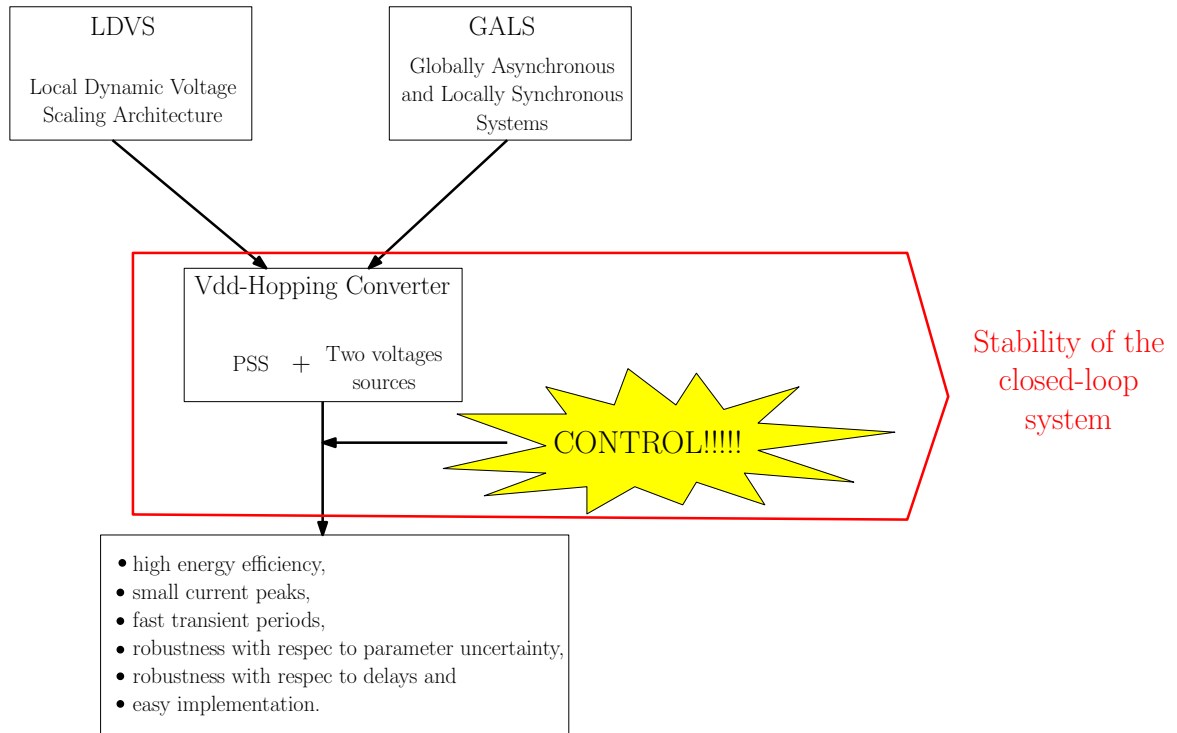 LDVS
Local Dynamic Voltage
Scaling Architecture
GALS
Globally Asynchronous
and Locally Synchronous
Systems
Vdd-Hopping Converter
PSS + Two voltages
sources
CONTROL!!!!!
Stability of the
closed-loop
system
• high energy efficiency,
• small current peaks,
• fast transient periods,
• robustness with respec to parameter uncertainty,
• robustness with respec to delays and
• easy implementation.